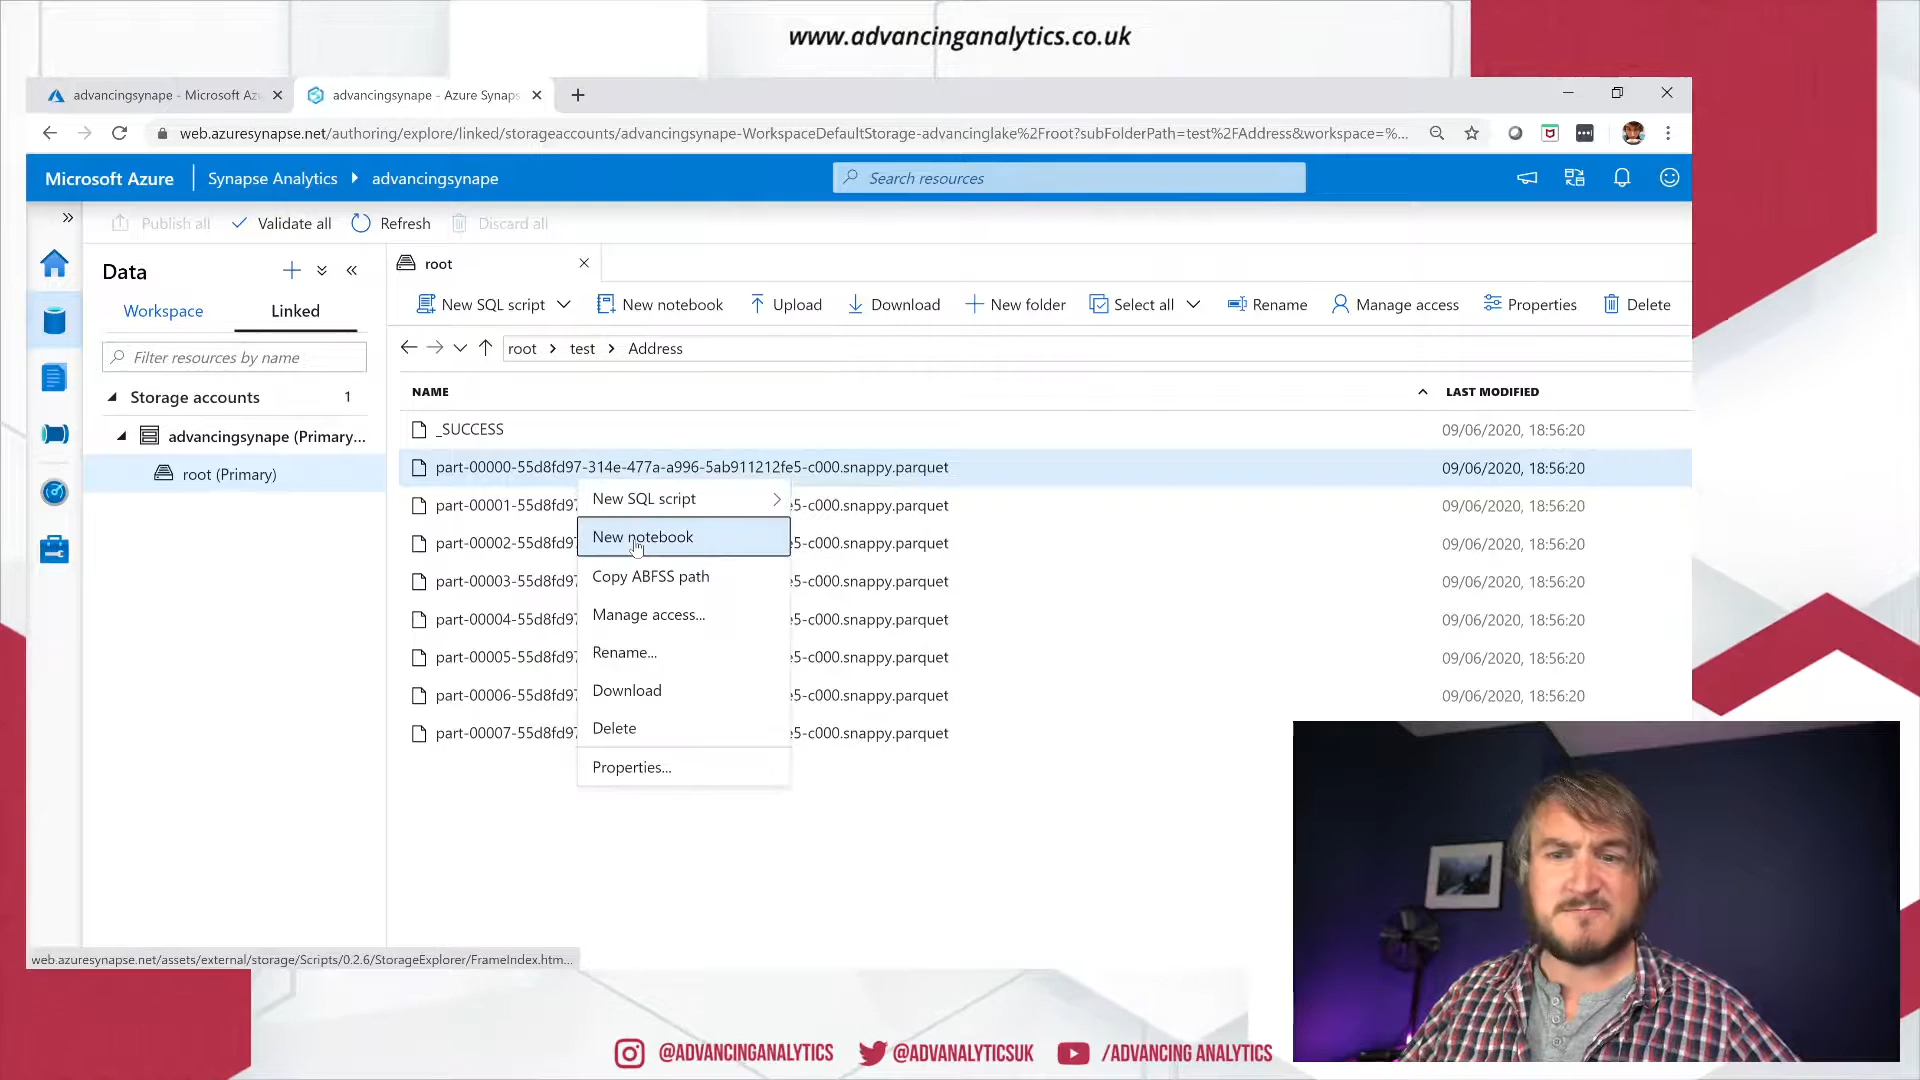 www.advancinganalytics.co.uk
advancingsynape - Microsoft Az
advancingsynape - Azure Synaps
web.azuresynapse.net/authoring/explore/linked/storageaccounts/advancingsynape-WorkspaceDefaultStorage-advancinglake%2Froot?subFolderPath=test%2FAddress&workspace=%...
Microsoft Azure
Synapse Analytics
advancingsynape
Search resources
Publish all
Validate all
Refresh
Discard all
Data
Workspace
Linked
Filter resources by name
Storage accounts 1
advancingsynape (Primary...
root (Primary)
root
New SQL script
New notebook
Upload
Download
New folder
Select all
Rename
Manage access
Properties
Delete
root > test > Address
NAME
LAST MODIFIED
_SUCCESS 09/06/2020, 18:56:20
part-00000-55d8fd97-314e-477a-a996-5ab911212fe5-c000.snappy.parquet 09/06/2020, 18:56:20
part-00001-55d8fd97 e5-c000.snappy.parquet 09/06/2020, 18:56:20
part-00002-55d8fd97 e5-c000.snappy.parquet 09/06/2020, 18:56:20
part-00003-55d8fd97 e5-c000.snappy.parquet 09/06/2020, 18:56:20
part-00004-55d8fd97 e5-c000.snappy.parquet 09/06/2020, 18:56:20
part-00005-55d8fd97 e5-c000.snappy.parquet 09/06/2020, 18:56:20
part-00006-55d8fd97 e5-c000.snappy.parquet 09/06/2020, 18:56:20
part-00007-55d8fd97 e5-c000.snappy.parquet
New SQL script
New notebook
Copy ABFSS path
Manage access...
Rename...
Download
Delete
Properties...
web.azuresynapse.net/assets/external/storage/Scripts/0.2.6/StorageExplorer/FrameIndex.htm...
@ADVANCINGANALYTICS
@ADVANALYTICSUK
/ADVANCING ANALYTICS